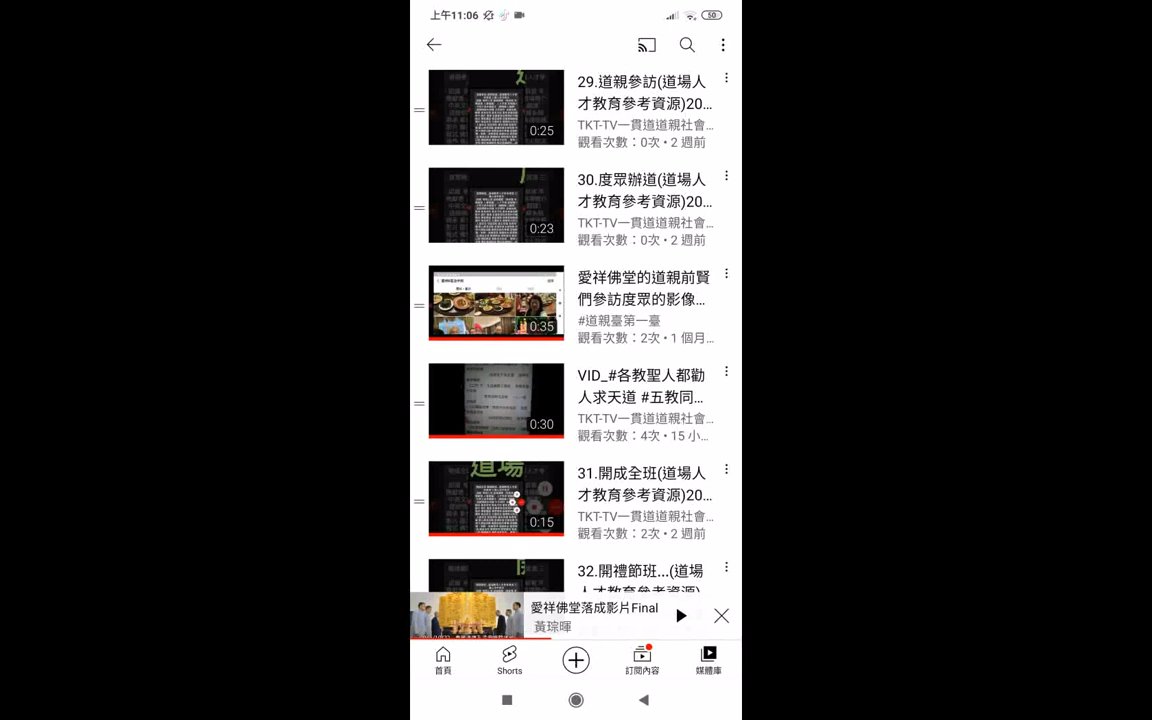 上午11:06
50
29.道親參訪(道場人
才教育參考資源)20...
TKT-TV一貫道道親社會...
觀看次數：0次 • 2 週前
0:25
30.度眾辦道(道場人
才教育參考資源)20...
TKT-TV一貫道道親社會...
觀看次數：0次 • 2 週前
0:23
愛祥佛堂的道親前賢
們參訪度眾的影像...
#道親臺第一臺
觀看次數：2次 • 1 個月...
0:35
VID_#各教聖人都勸
人求天道 #五教同...
TKT-TV一貫道道親社會...
觀看次數：4次 • 15 小...
0:30
道場
31.開成全班(道場人
才教育參考資源)20...
TKT-TV一貫道道親社會...
觀看次數：2次 • 2 週前
0:15
32.開禮節班...(道場
人才教育參考資源)
愛祥佛堂落成影片Final
黃琮暉
首頁
Shorts
訂閱內容
媒體庫